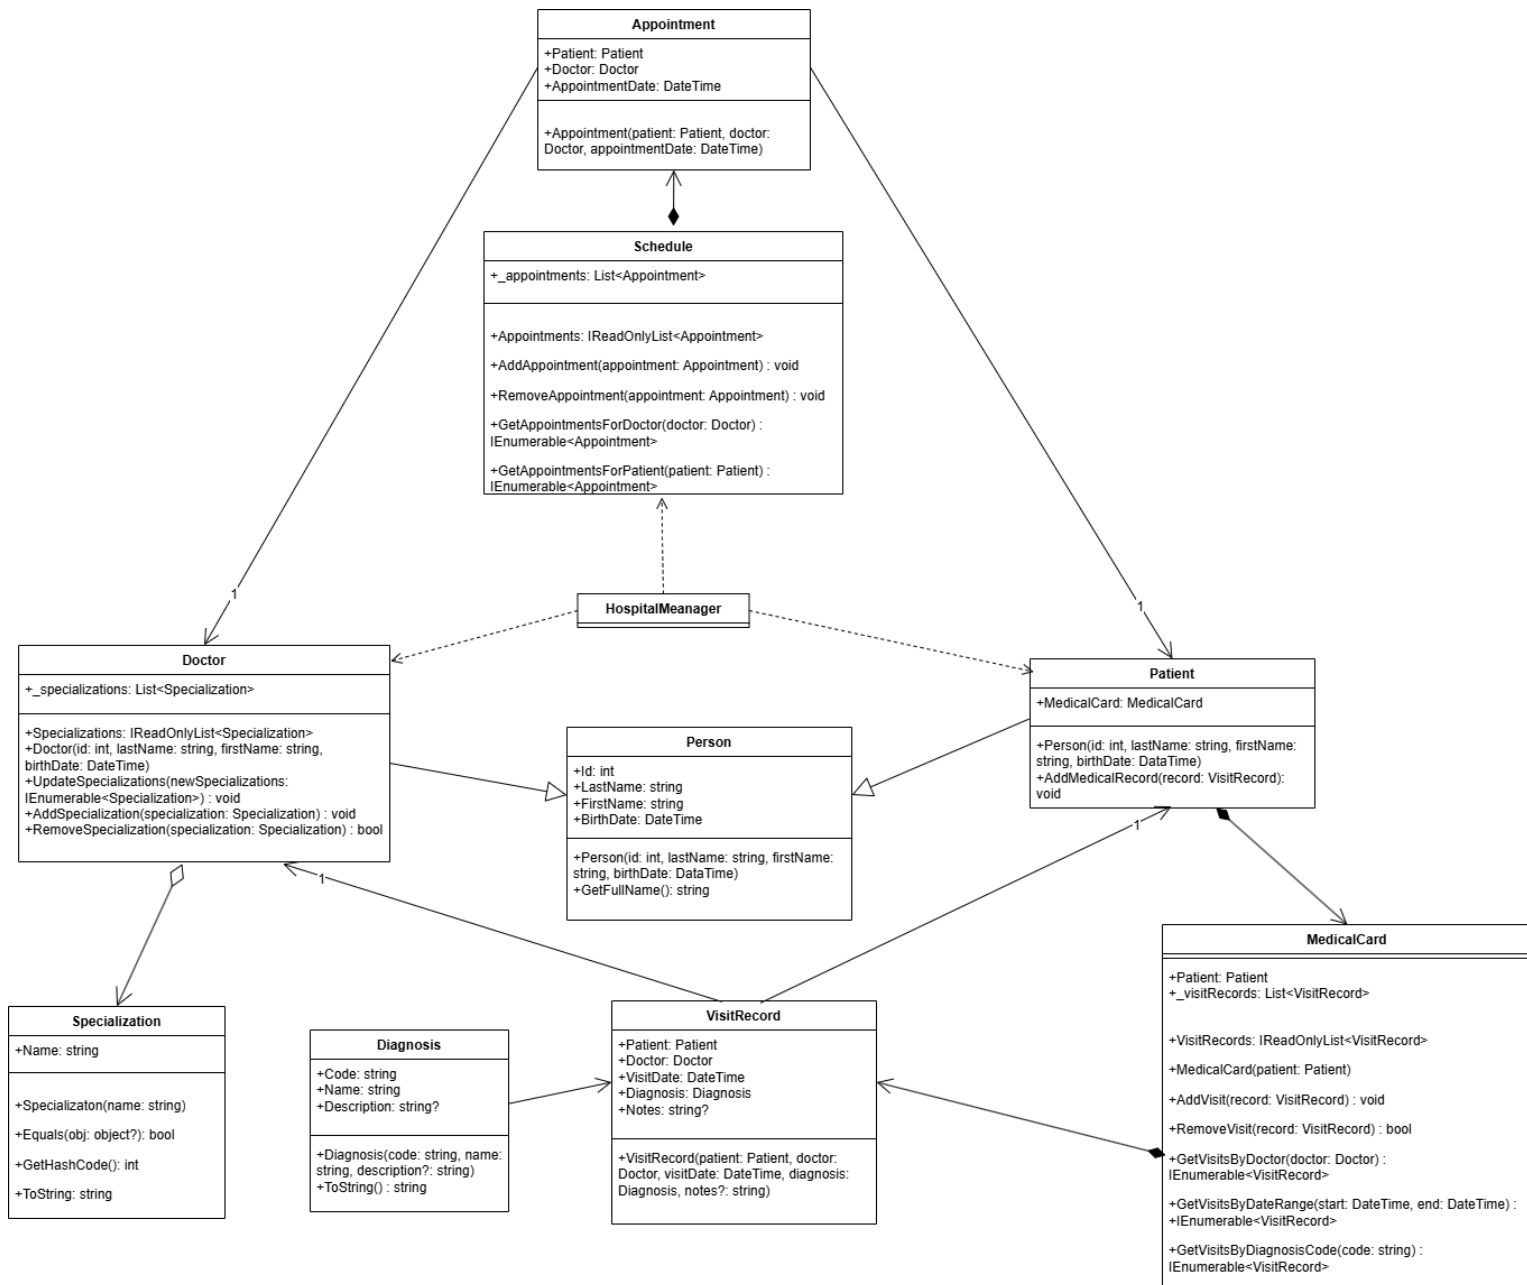 Appointment
+Patient: Patient
+Doctor: Doctor
+AppointmentDate: DateTime
+Appointment(patient: Patient, doctor:
Doctor, appointmentDate: DateTime)
Schedule
+_appointments: List<Appointment>
+Appointments: IReadOnlyList<Appointment>
+AddAppointment(appointment: Appointment) : void
+RemoveAppointment(appointment: Appointment) : void
+GetAppointmentsForDoctor(doctor: Doctor) :
IEnumerable<Appointment>
+GetAppointmentsForPatient(patient: Patient) :
IEnumerable<Appointment>
1
1
HospitalMeanager
Doctor
+_specializations: List<Specialization>
+Specializations: IReadOnlyList<Specialization>
+Doctor(id: int, lastName: string, firstName: string,
birthDate: DateTime)
+UpdateSpecializations(newSpecializations:
IEnumerable<Specialization>) : void
+AddSpecialization(specialization: Specialization) : void
+RemoveSpecialization(specialization: Specialization) : bool
Person
+Id: int
+LastName: string
+FirstName: string
+BirthDate: DateTime
+Person(id: int, lastName: string, firstName:
string, birthDate: DataTime)
+GetFullName(): string
Patient
+MedicalCard: MedicalCard
+Person(id: int, lastName: string, firstName:
string, birthDate: DataTime)
+AddMedicalRecord(record: VisitRecord):
void
1
1
Specialization
+Name: string
+Specializaton(name: string)
+Equals(obj: object?): bool
+GetHashCode(): int
+ToString: string
Diagnosis
+Code: string
+Name: string
+Description: string?
+Diagnosis(code: string, name:
string, description?: string)
+ToString() : string
VisitRecord
+Patient: Patient
+Doctor: Doctor
+VisitDate: DateTime
+Diagnosis: Diagnosis
+Notes: string?
+VisitRecord(patient: Patient, doctor:
Doctor, visitDate: DateTime, diagnosis:
Diagnosis, notes?: string)
MedicalCard
+Patient: Patient
+_visitRecords: List<VisitRecord>
+VisitRecords: IReadOnlyList<VisitRecord>
+MedicalCard(patient: Patient)
+AddVisit(record: VisitRecord) : void
+RemoveVisit(record: VisitRecord) : bool
+GetVisitsByDoctor(doctor: Doctor) :
IEnumerable<VisitRecord>
+GetVisitsByDateRange(start: DateTime, end: DateTime) :
+IEnumerable<VisitRecord>
+GetVisitsByDiagnosisCode(code: string) :
IEnumerable<VisitRecord>